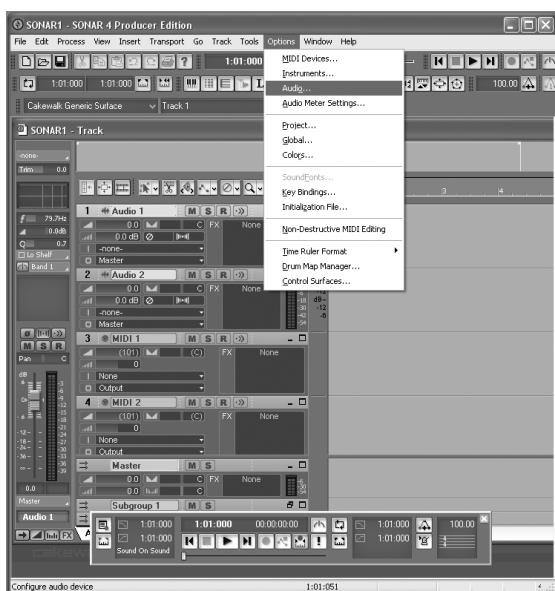 SONAR1 - SONAR 4 Producer Edition
File Edit Process View Insert Transport Go Track Tools Options Window Help
1:01:000
1:01:000 1:01:000
100.00
Cakewalk Generic Surface Track 1
MIDI Devices...
Instruments...
Audio...
Audio Meter Settings...
Project...
Global...
Colors...
SoundFonts...
Key Bindings...
Initialization File...
Non-Destructive MIDI Editing
Time Ruler Format
Drum Map Manager...
Control Surfaces...
SONAR1 - Track
-none-
Trim 0.0
3 4
F 79.7Hz
0.0dB
Q 0.7
Lo Shelf
Band 1
1 Audio 1 M S R
0.0 C FX None
0.0 dB
-none-
Master
2 Audio 2 M S R
0.0 C FX None
0.0 dB
-none-
Master
3 MIDI 1 M S R
(101) (C) FX None
0
None
Output
4 MIDI 2 M S R
(101) (C) FX None
0
None
Output
Master M S
0.0 C FX None
0.0 C
Subgroup 1 M S
M S R
Pan C
dB
0.0
Master
Audio 1
FX
1:01:000 1:01:000 00:00:00:00 1:01:000 100.00
1:01:000 1:01:000
Sound On Sound
cakewalk
Configure audio device 1:01:051